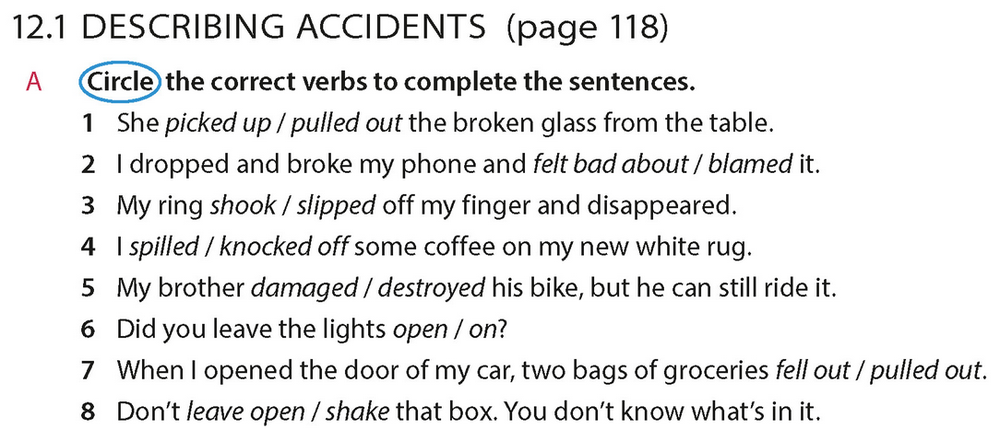 12.1 DESCRIBING ACCIDENTS (page 118)
A Circle the correct verbs to complete the sentences.
1 She picked up / pulled out the broken glass from the table.
2 I dropped and broke my phone and felt bad about / blamed it.
3 My ring shook / slipped off my finger and disappeared.
4 I spilled / knocked off some coffee on my new white rug.
5 My brother damaged / destroyed his bike, but he can still ride it.
6 Did you leave the lights open / on?
7 When I opened the door of my car, two bags of groceries fell out / pulled out.
8 Don’t leave open / shake that box. You don’t know what’s in it.